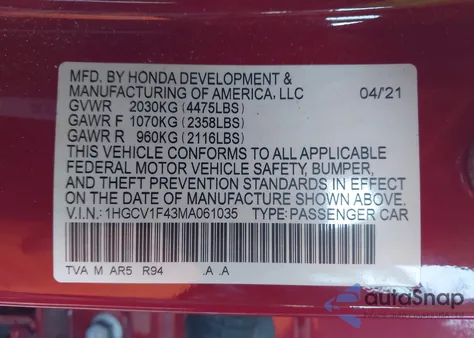 MFD. BY HONDA DEVELOPMENT &
MANUFACTURING OF AMERICA, LLC 04/21
GVWR 2030KG (4475LBS)
GAWR F 1070KG (2358LBS)
GAWR R 960KG (2116LBS)
THIS VEHICLE CONFORMS TO ALL APPLICABLE
FEDERAL MOTOR VEHICLE SAFETY, BUMPER,
AND THEFT PREVENTION STANDARDS IN EFFECT
ON THE DATE OF MANUFACTURE SHOWN ABOVE.
V.I.N.: 1HGCV1F43MA061035 TYPE: PASSENGER CAR
TVA M AR5 R94 .A .A
autoSnap